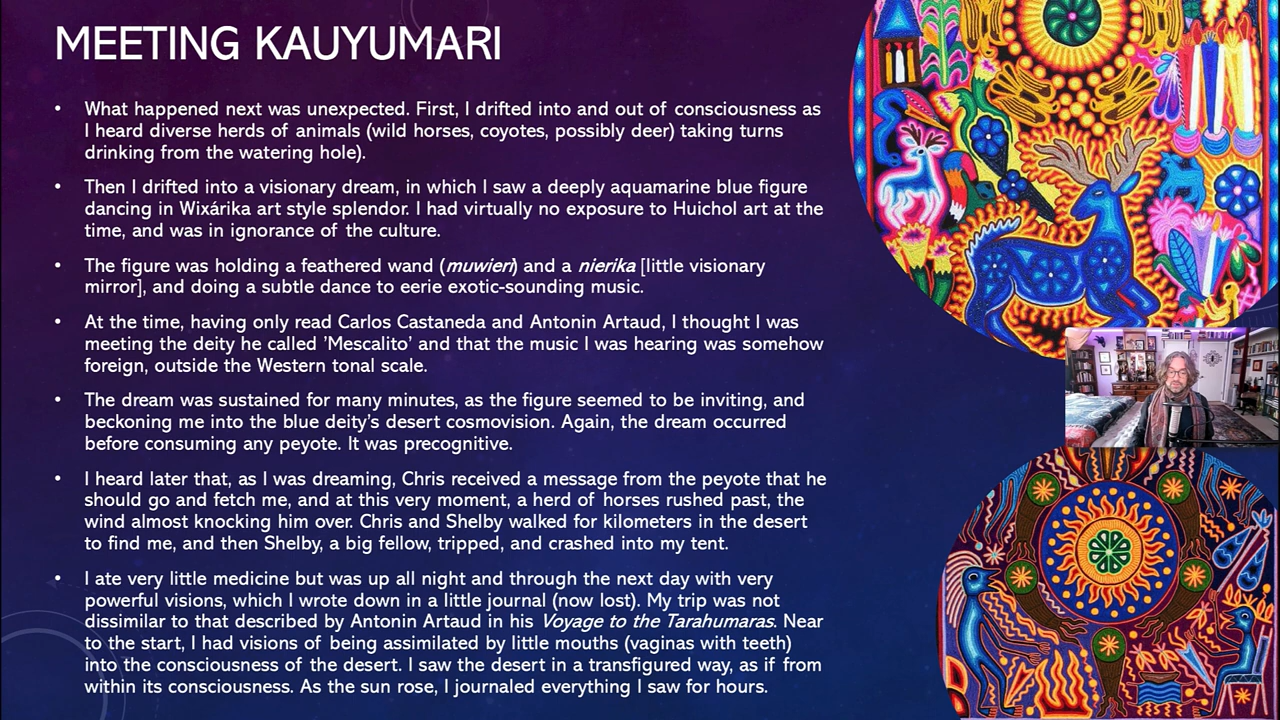 MEETING KAUYUMARI
• What happened next was unexpected. First, I drifted into and out of consciousness as
I heard diverse herds of animals (wild horses, coyotes, possibly deer) taking turns
drinking from the watering hole).
• Then I drifted into a visionary dream, in which I saw a deeply aquamarine blue figure
dancing in Wixárika art style splendor. I had virtually no exposure to Huichol art at the
time, and was in ignorance of the culture.
• The figure was holding a feathered wand (muwieri) and a nierika [little visionary
mirror], and doing a subtle dance to eerie exotic-sounding music.
• At the time, having only read Carlos Castaneda and Antonin Artaud, I thought I was
meeting the deity he called ’Mescalito’ and that the music I was hearing was somehow
foreign, outside the Western tonal scale.
• The dream was sustained for many minutes, as the figure seemed to be inviting, and
beckoning me into the blue deity’s desert cosmovision. Again, the dream occurred
before consuming any peyote. It was precognitive.
• I heard later that, as I was dreaming, Chris received a message from the peyote that he
should go and fetch me, and at this very moment, a herd of horses rushed past, the
wind almost knocking him over. Chris and Shelby walked for kilometers in the desert
to find me, and then Shelby, a big fellow, tripped, and crashed into my tent.
• I ate very little medicine but was up all night and through the next day with very
powerful visions, which I wrote down in a little journal (now lost). My trip was not
dissimilar to that described by Antonin Artaud in his Voyage to the Tarahumaras. Near
to the start, I had visions of being assimilated by little mouths (vaginas with teeth)
into the consciousness of the desert. I saw the desert in a transfigured way, as if from
within its consciousness. As the sun rose, I journaled everything I saw for hours.